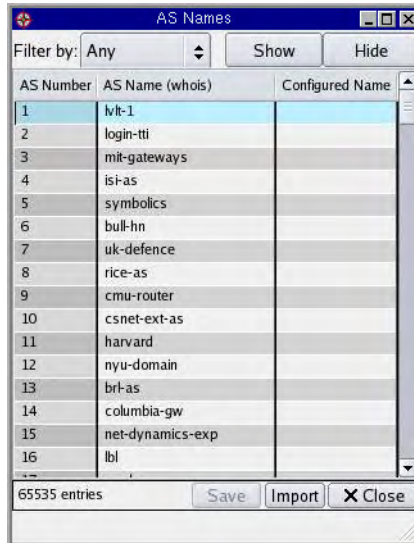 AS Names
Filter by: Any Show Hide
AS Number AS Name (whois) Configured Name
1 lvlt-1
2 login-tti
3 mit-gateways
4 isi-as
5 symbolics
6 bull-hn
7 uk-defence
8 rice-as
9 cmu-router
10 csnet-ext-as
11 harvard
12 nyu-domain
13 brl-as
14 columbia-gw
15 net-dynamics-exp
16 lbl
65535 entries Save Import Close